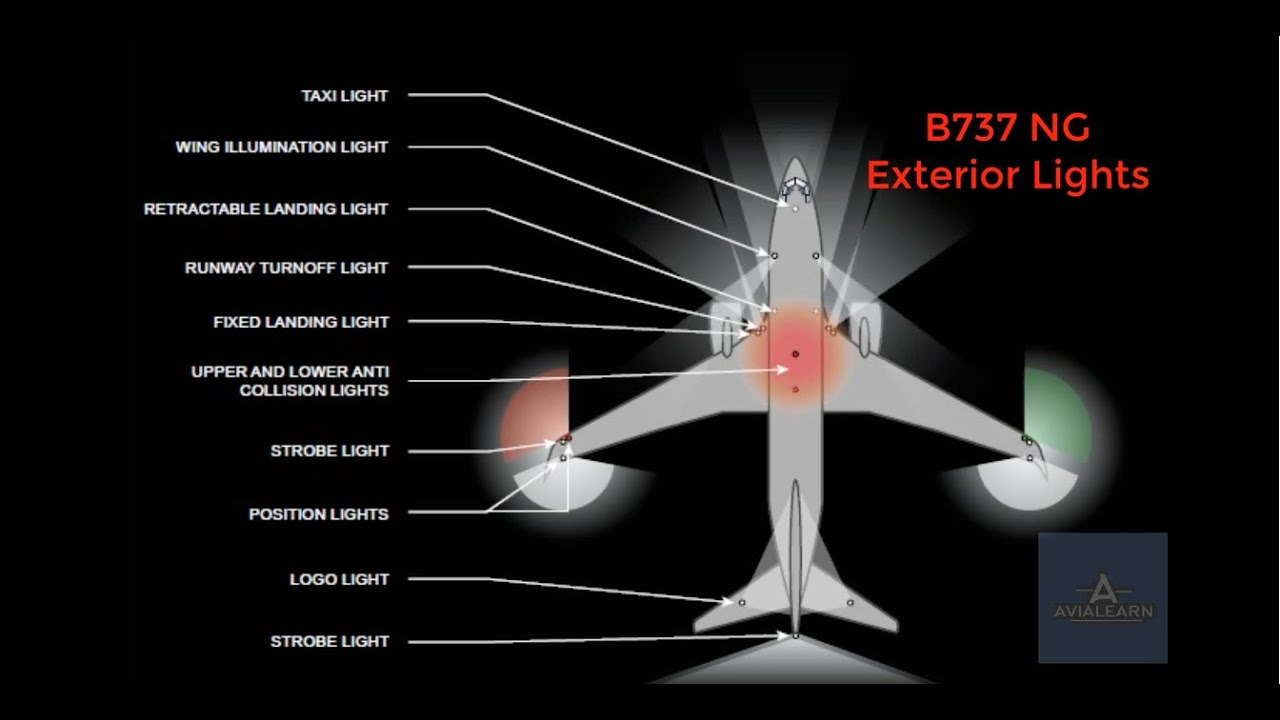 TAXI LIGHT
WING ILLUMINATION LIGHT
RETRACTABLE LANDING LIGHT
RUNWAY TURNOFF LIGHT
FIXED LANDING LIGHT
UPPER AND LOWER ANTI
COLLISION LIGHTS
STROBE LIGHT
POSITION LIGHTS
LOGO LIGHT
STROBE LIGHT
B737 NG
Exterior Lights
AVIALEARN